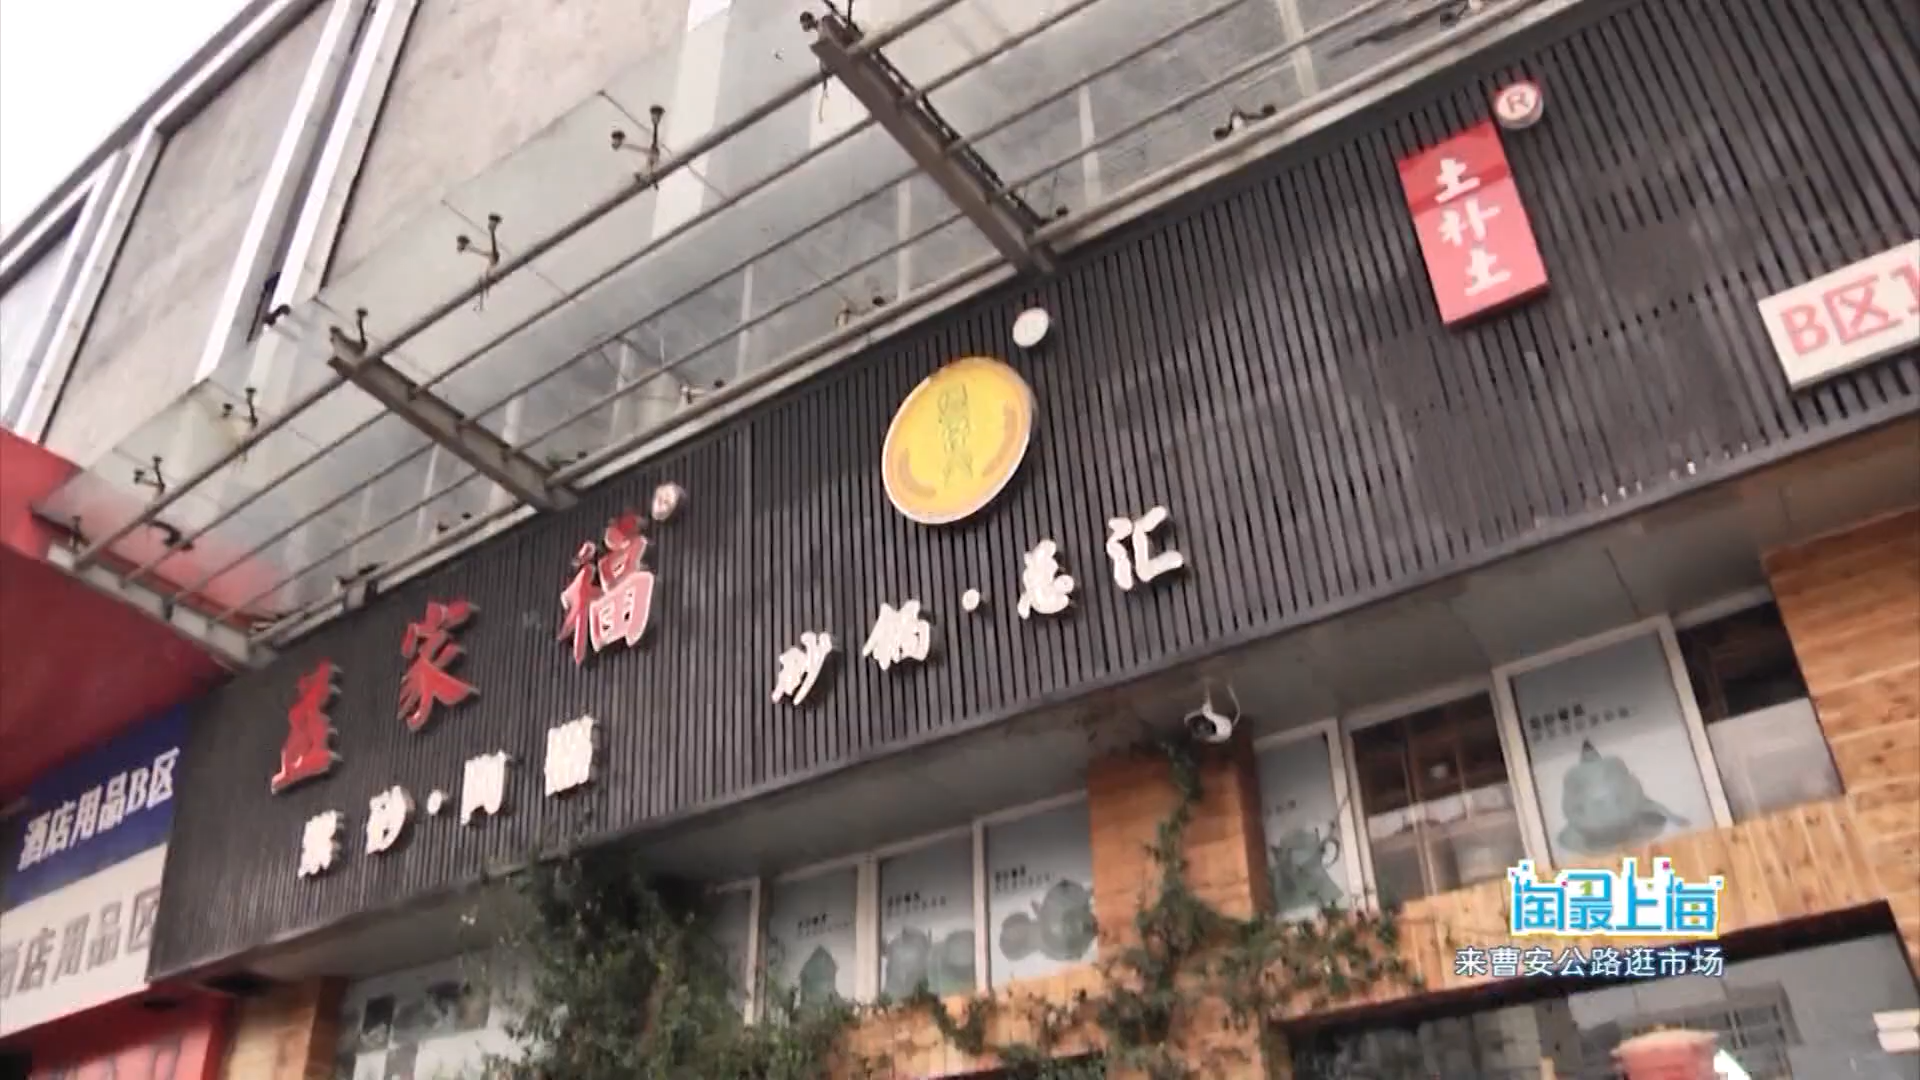 益家福
紫砂·陶器
砂锅·总汇
土朴土
R
B区1
酒店用品B区
酒店用品区
淘最上海
来曹安公路逛市场